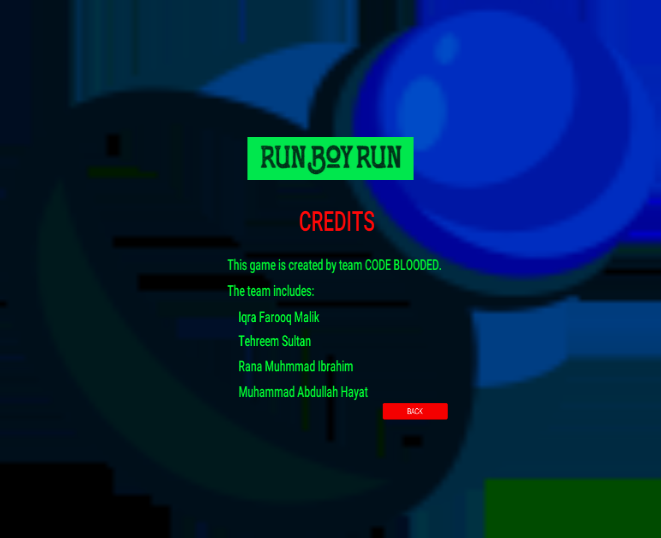 RUN BOY RUN
CREDITS
This game is created by team CODE BLOODED.
The team includes:
Iqra Farooq Malik
Tehreem Sultan
Rana Muhmmad Ibrahim
Muhammad Abdullah Hayat
BACK